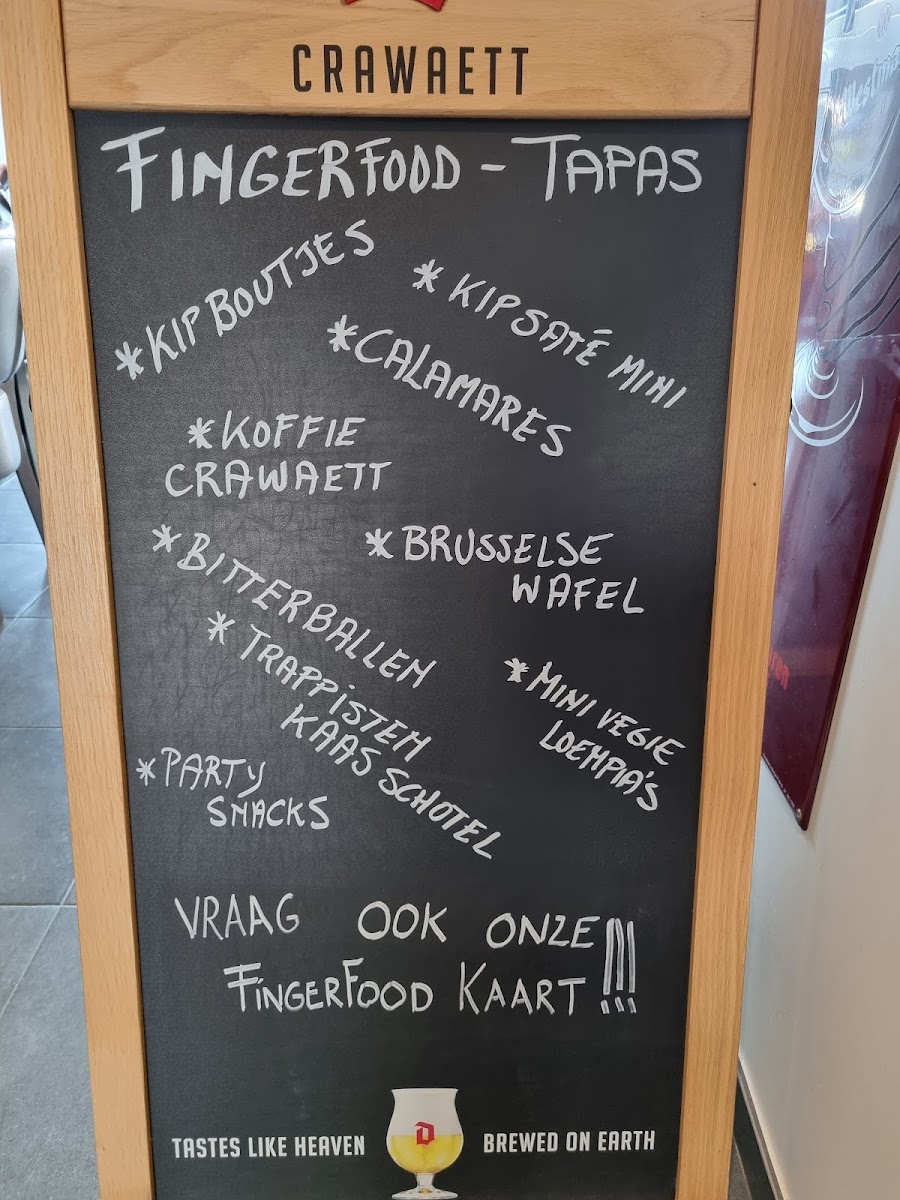 CRAWAETT
FINGERFOOD - TAPAS
*KIPBOUTJES
*KIPSATÉ MINI
*CALAMARES
*KOFFIE
CRAWAETT
*BRUSSELSE
WAFEL
*BITTERBALLEN
*TRAPPISTEN
KAAS SCHOTEL
*MINI VEGIE
LOEMPIA'S
*PARTY
SNACKS
VRAAG OOK ONZE
FINGERFOOD KAART !!!
TASTES LIKE HEAVEN
D
BREWED ON EARTH